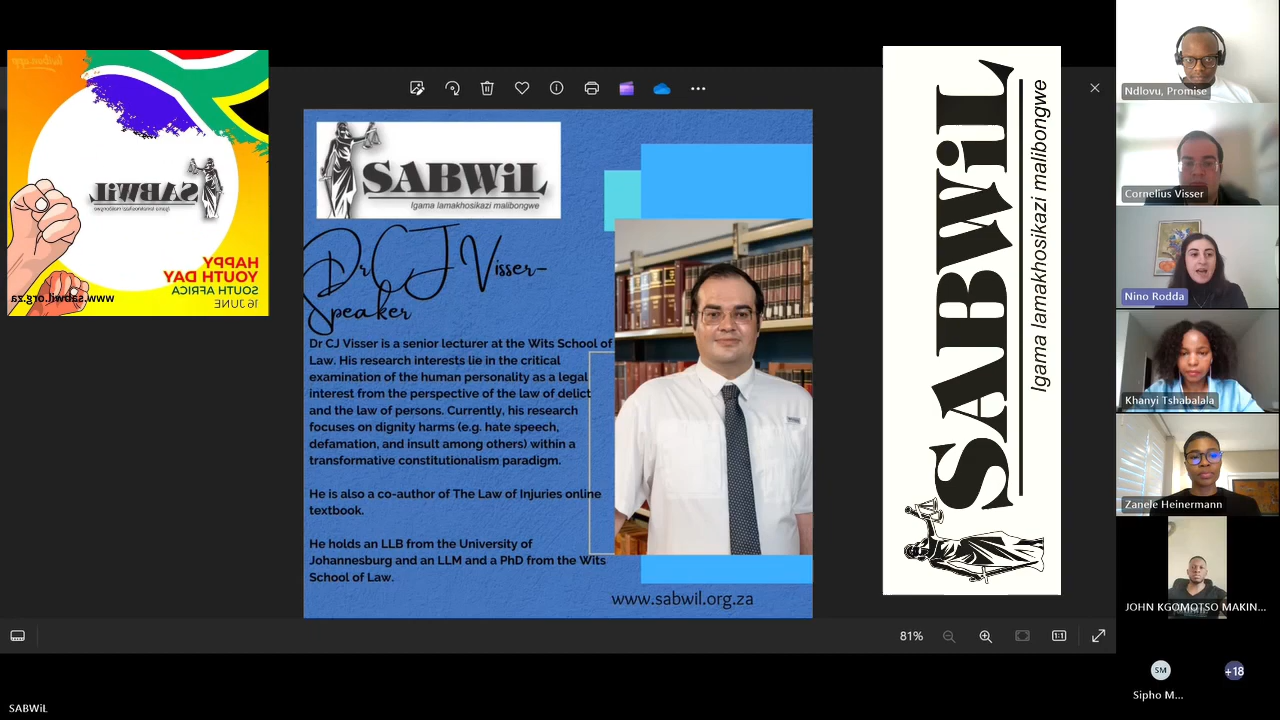 SABWiL
Igama lamakhosikazi malibongwe
HAPPY
YOUTH DAY
SOUTH AFRICA
16 JUNE
www.sabwil.org.za
SABWiL
Igama lamakhosikazi malibongwe
Dr CJ Visser-
Speaker
Dr CJ Visser is a senior lecturer at the Wits School of
Law. His research interests lie in the critical
examination of the human personality as a legal
interest from the perspective of the law of delict
and the law of persons. Currently, his research
focuses on dignity harms (e.g. hate speech,
defamation, and insult among others) within a
transformative constitutionalism paradigm.
He is also a co-author of The Law of Injuries online
textbook.
He holds an LLB from the University of
Johannesburg and an LLM and a PhD from the Wits
School of Law.
www.sabwil.org.za
81%
1:1
SABWiL
Igama lamakhosikazi malibongwe
Ndlovu, Promise
Cornelius Visser
Nino Rodda
Khanyi Tshabalala
Zanele Heinermann
JOHN KGOMOTSO MAKIN...
SM
+18
Sipho M...
SABWiL